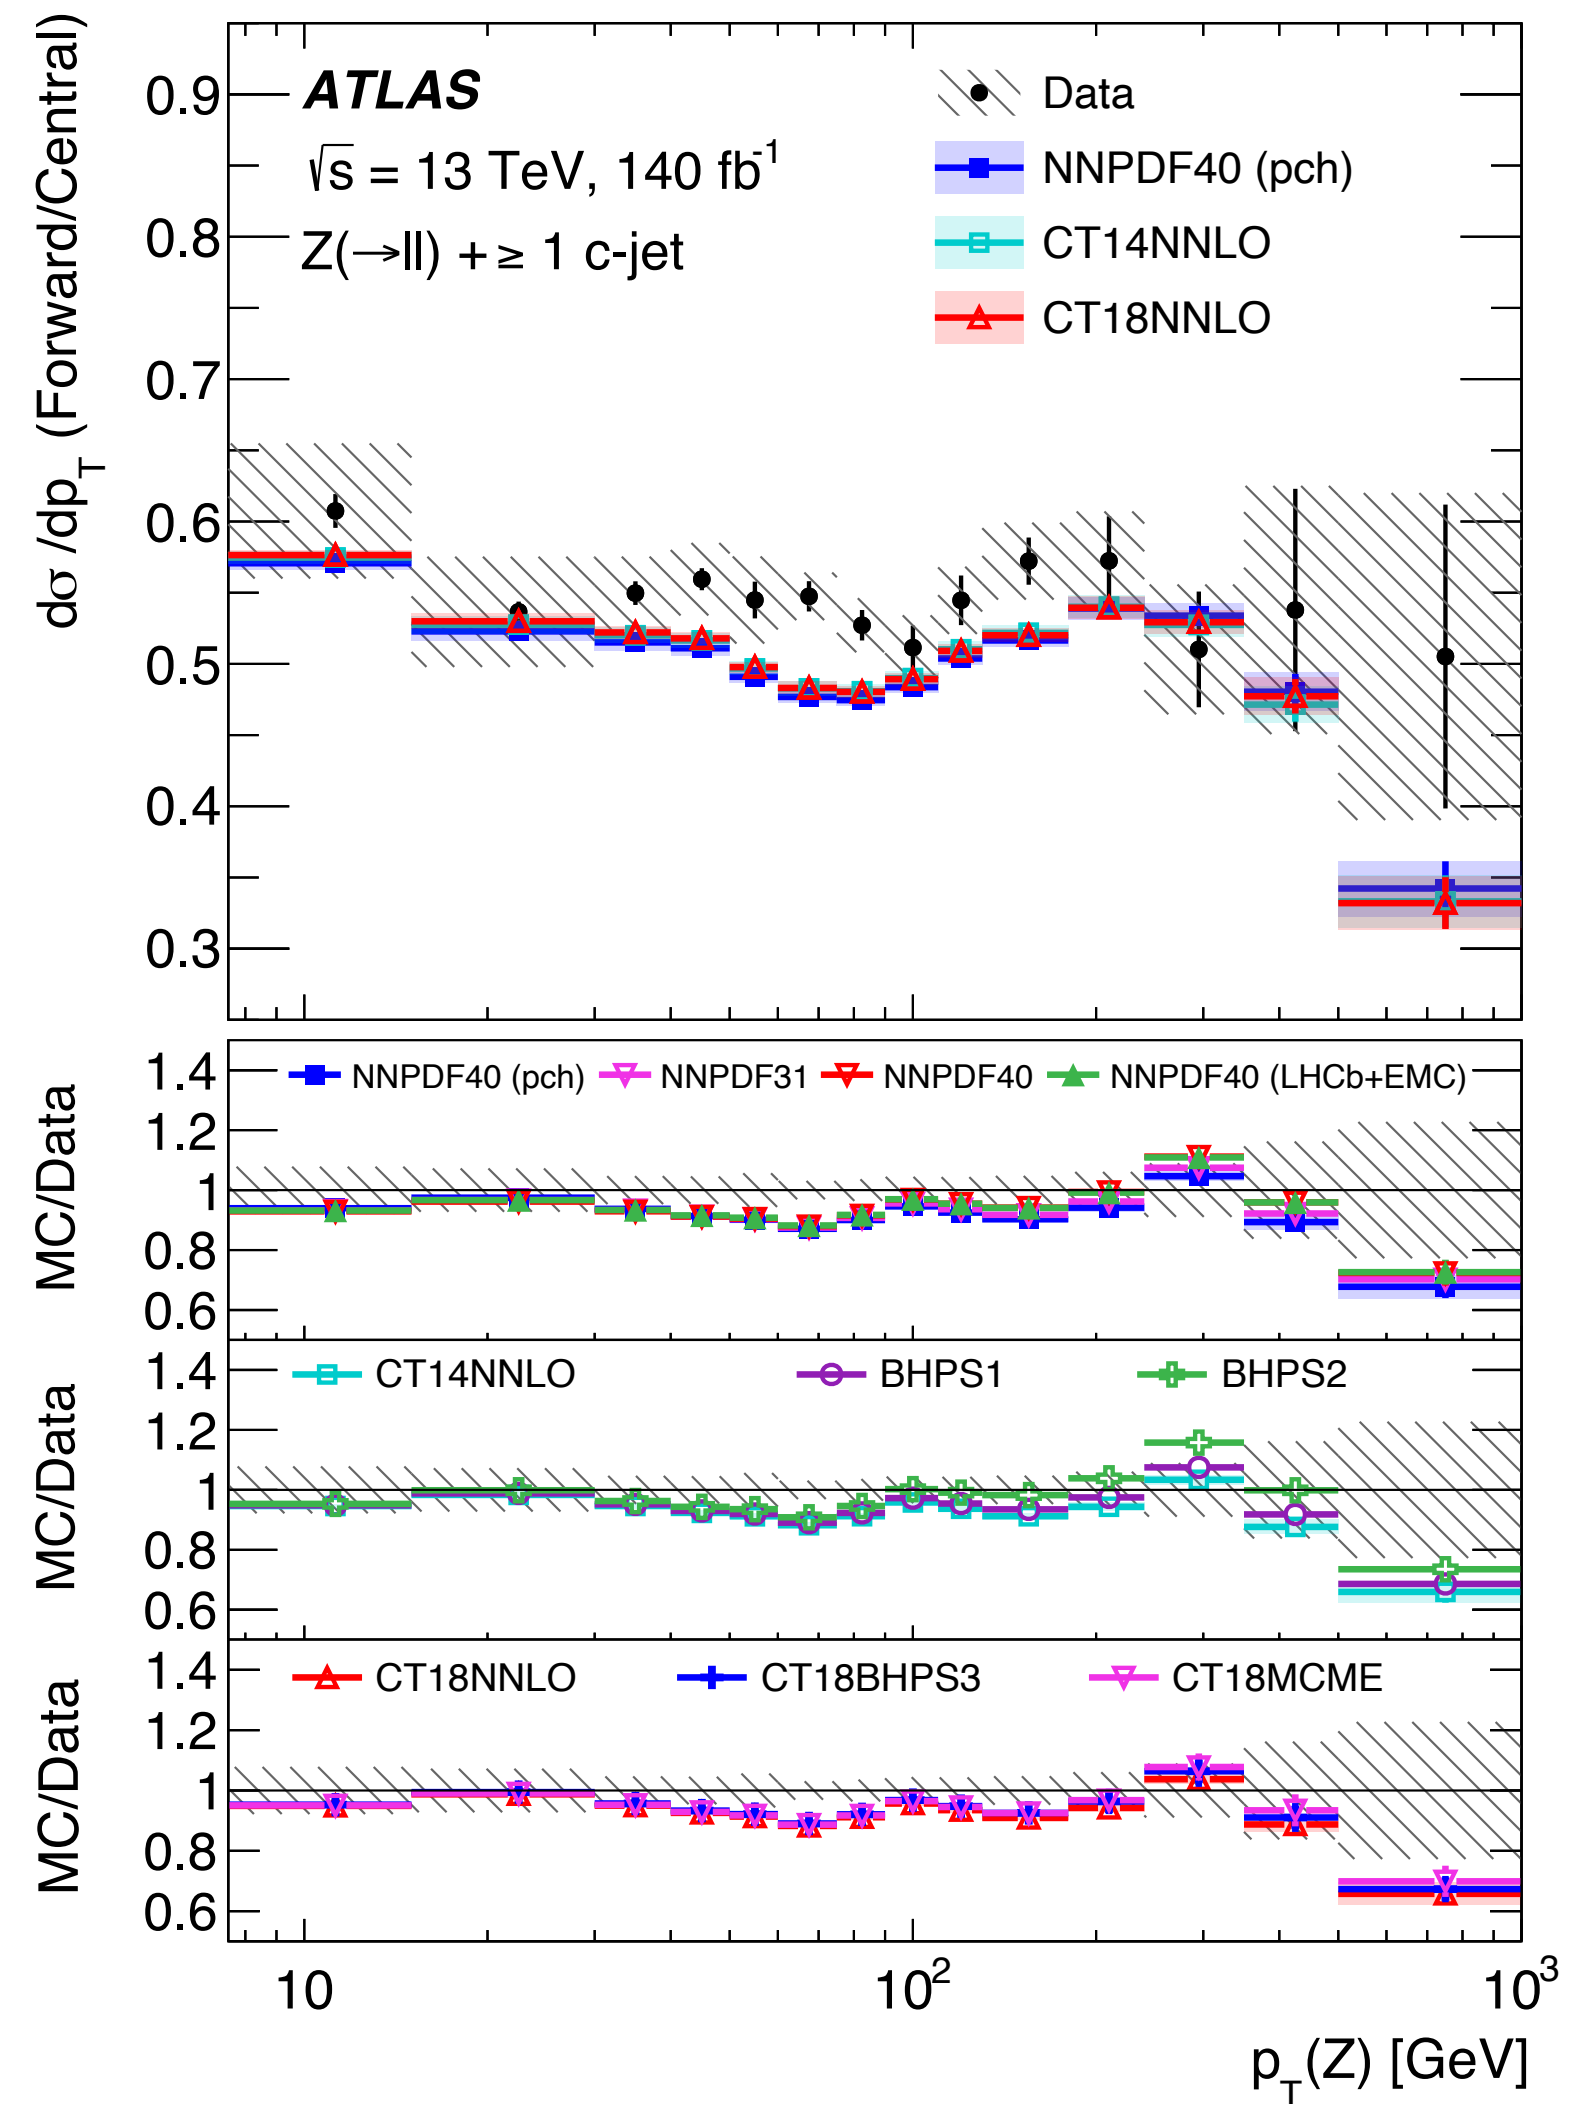 dσ/dp_T (Forward/Central)
ATLAS
√s = 13 TeV, 140 fb⁻¹
Z(→ll) + ≥ 1 c-jet
Data
NNPDF40 (pch)
CT14NNLO
CT18NNLO
0.9
0.8
0.7
0.6
0.5
0.4
0.3
MC/Data
1.4
1.2
1
0.8
0.6
NNPDF40 (pch) NNPDF31 NNPDF40 NNPDF40 (LHCb+EMC)
MC/Data
1.4
1.2
1
0.8
0.6
CT14NNLO BHPS1 BHPS2
MC/Data
1.4
1.2
1
0.8
0.6
CT18NNLO CT18BHPS3 CT18MCME
10 10² 10³
p_T(Z) [GeV]